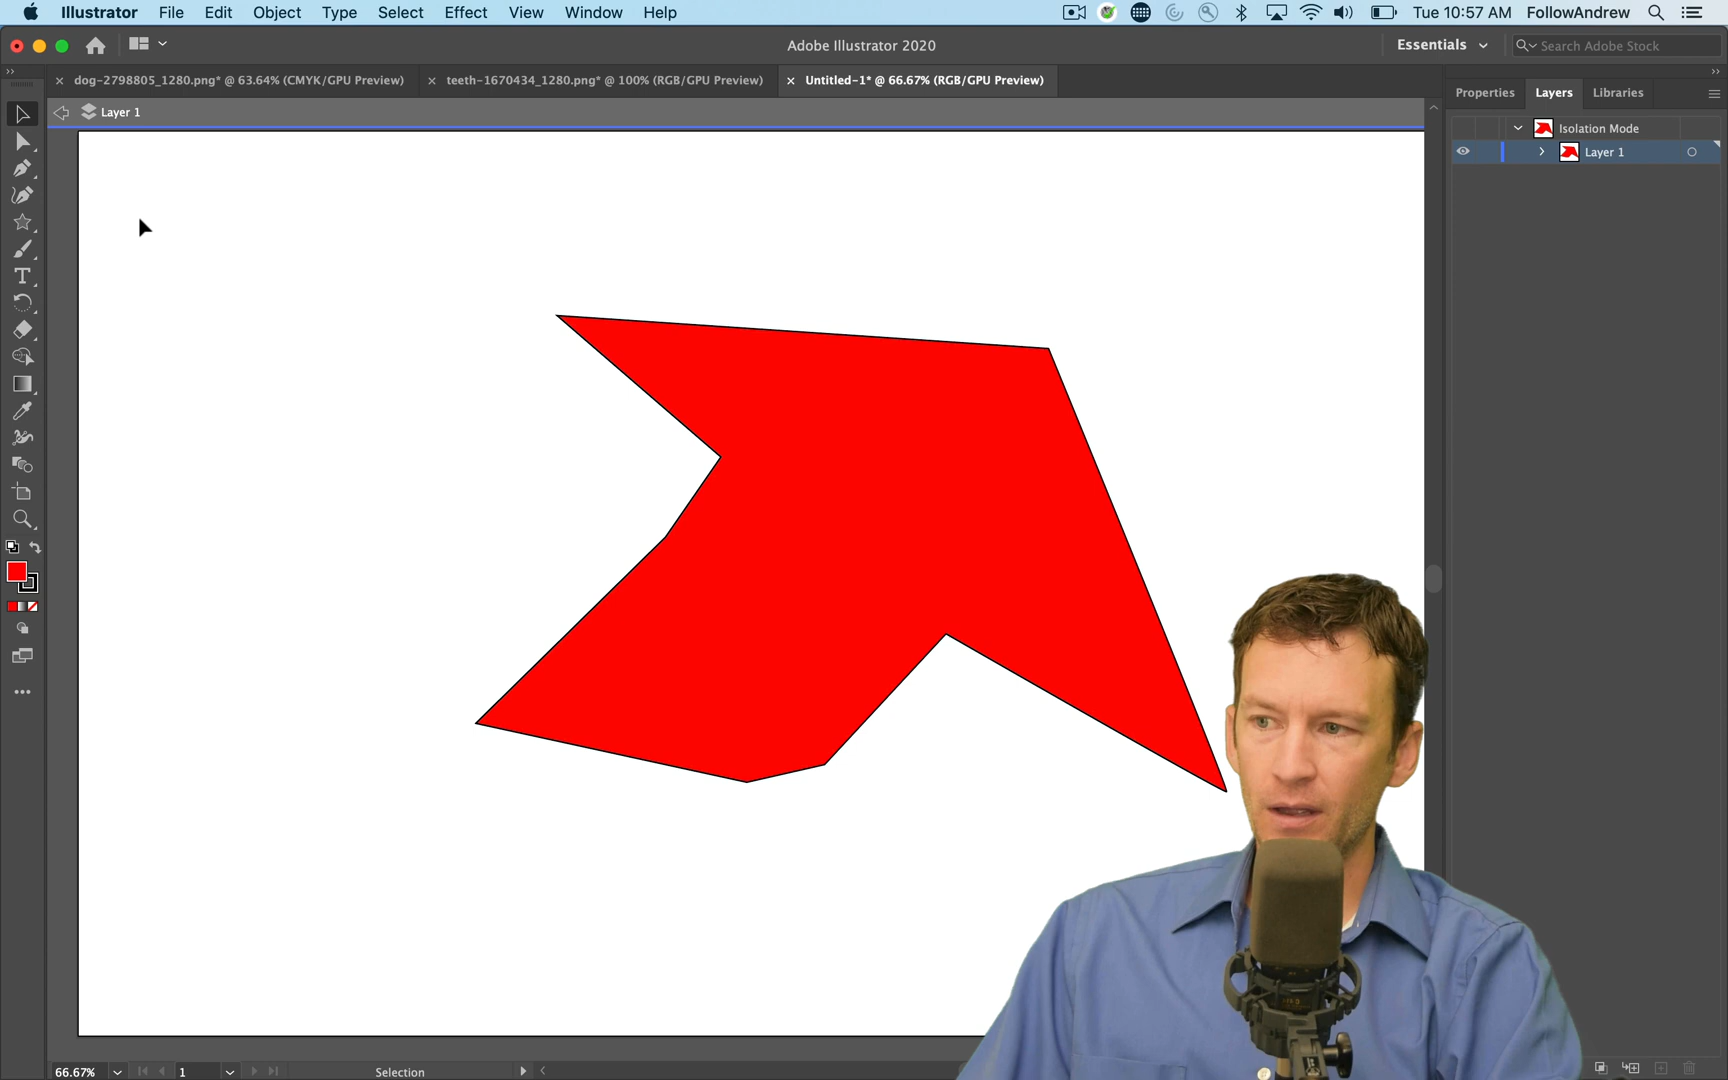 Illustrator File Edit Object Type Select Effect View Window Help Tue 10:57 AM FollowAndrew
Adobe Illustrator 2020 Essentials Search Adobe Stock
dog-2798805_1280.png* @ 63.64% (CMYK/GPU Preview) teeth-1670434_1280.png* @ 100% (RGB/GPU Preview) Untitled-1* @ 66.67% (RGB/GPU Preview)
Properties Layers Libraries
Layer 1
Isolation Mode
Layer 1
66.67% 1 Selection